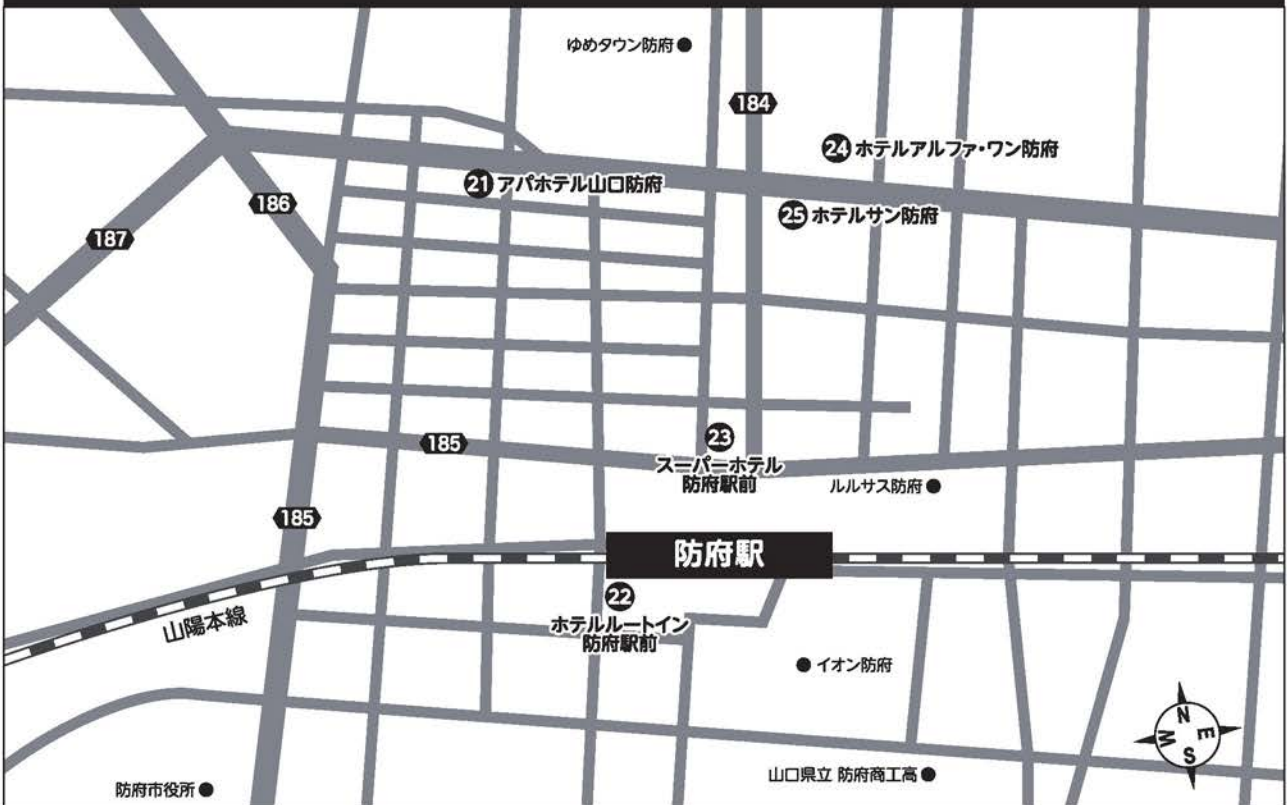 ゆめタウン防府
184
24 ホテルアルファ・ワン防府
21 アパホテル山口防府
186
25 ホテルサン防府
187
185
23
スーパーホテル
防府駅前
ルルサス防府
185
防府駅
22
ホテルルートイン
防府駅前
山陽本線
イオン防府
N
W E
S
山口県立 防府商工高
防府市役所